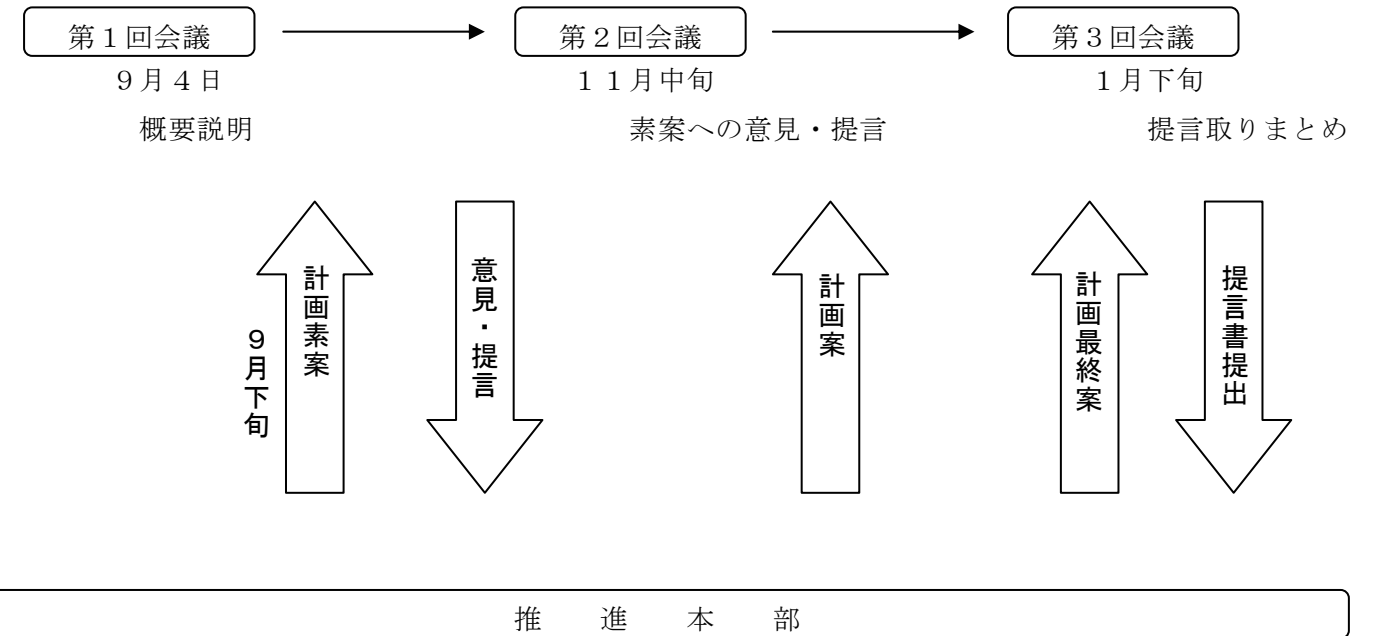 第１回会議
第２回会議
第３回会議
９月４日
１１月中旬
１月下旬
概要説明
素案への意見・提言
提言取りまとめ
９月下旬
計画素案
意見・提言
計画案
計画最終案
提言書提出
推　進　本　部